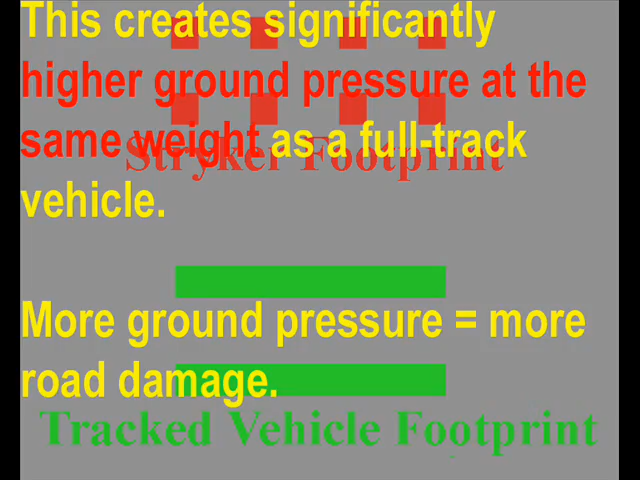 This creates significantly
higher ground pressure at the
same weight as a full-track
Stryker Footprint
vehicle.
More ground pressure = more
road damage.
Tracked Vehicle Footprint